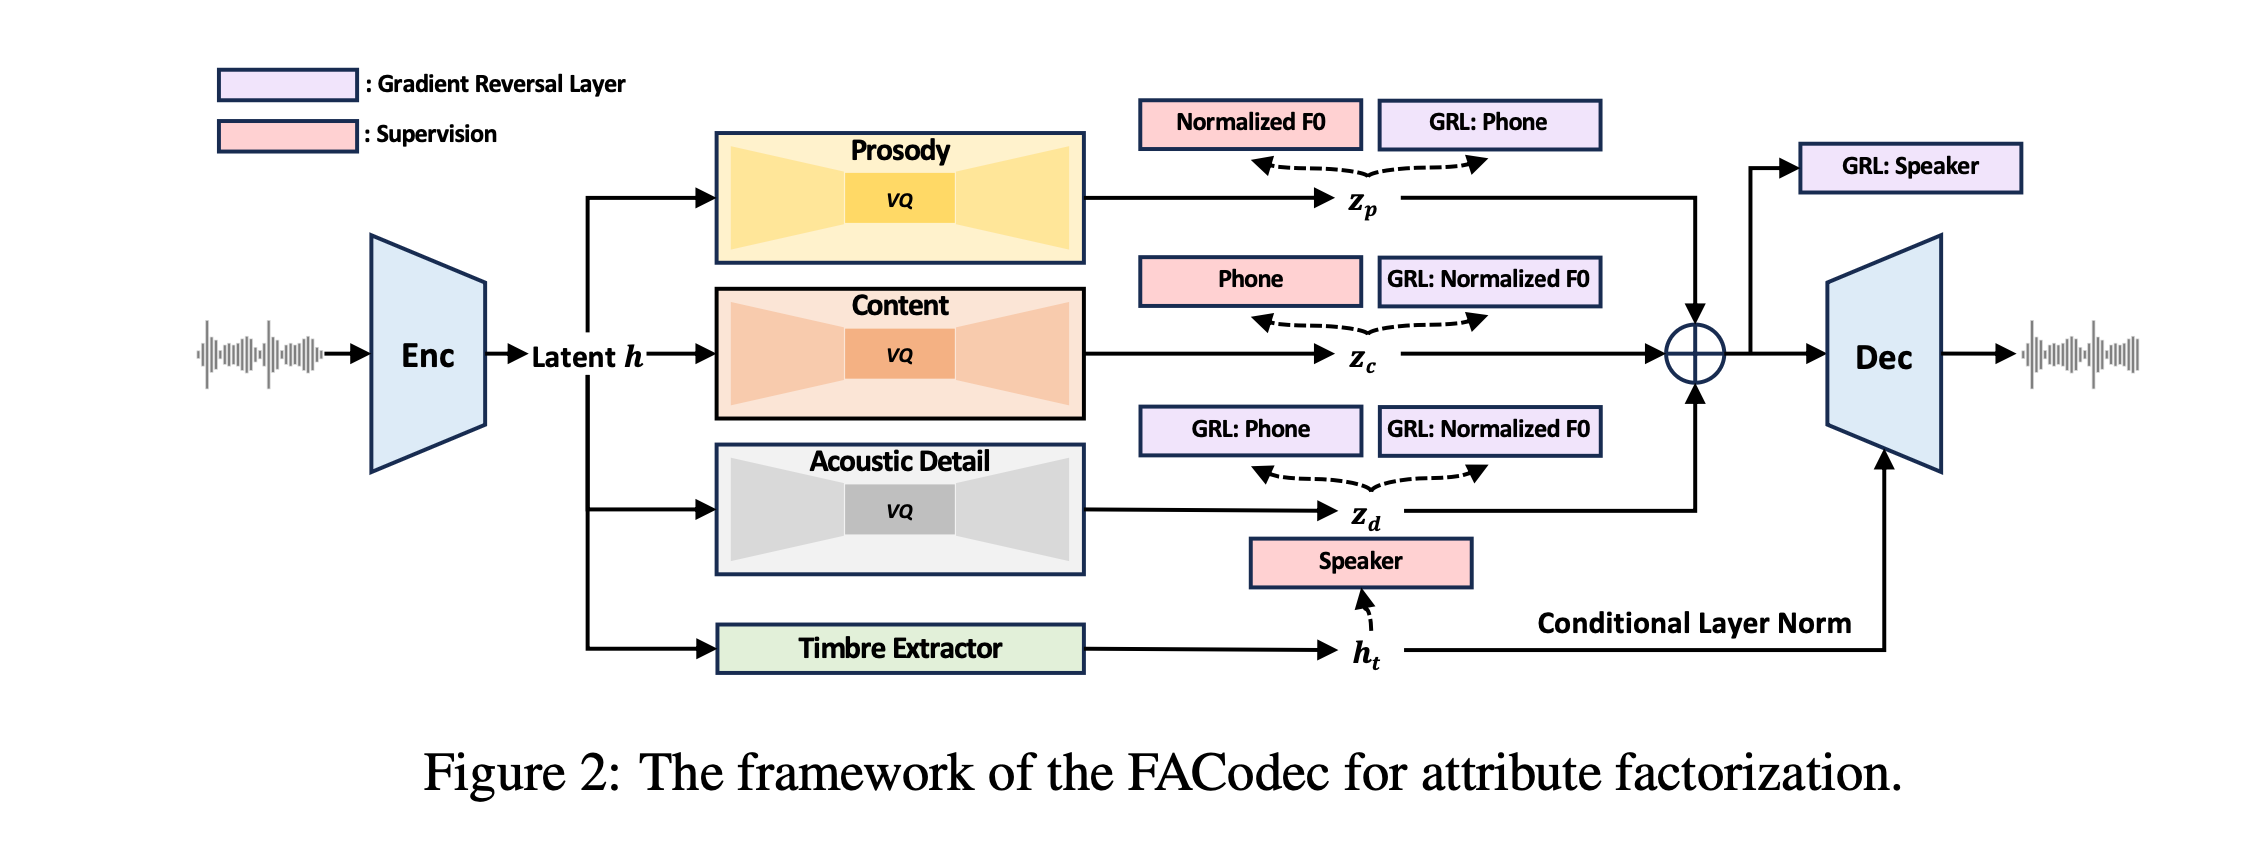 : Gradient Reversal Layer
: Supervision
Prosody
VQ
Normalized F0
GRL: Phone
z_p
GRL: Speaker
Enc
Latent h
Content
VQ
Phone
GRL: Normalized F0
z_c
Dec
Acoustic Detail
VQ
GRL: Phone
GRL: Normalized F0
z_d
Speaker
Timbre Extractor
h_t
Conditional Layer Norm
Figure 2: The framework of the FACodec for attribute factorization.